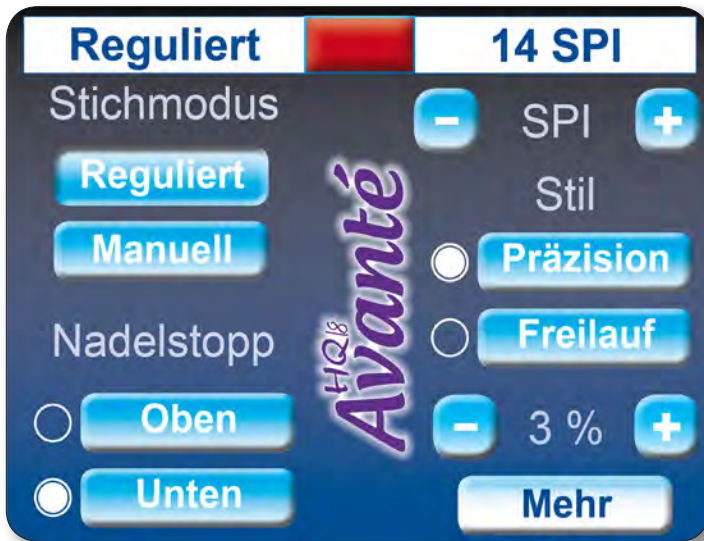 Reguliert
14 SPI
Stichmodus
Reguliert
Manuell
Nadelstopp
Oben
Unten
HQ18
Avanté
- SPI +
Stil
Präzision
Freilauf
- 3 % +
Mehr